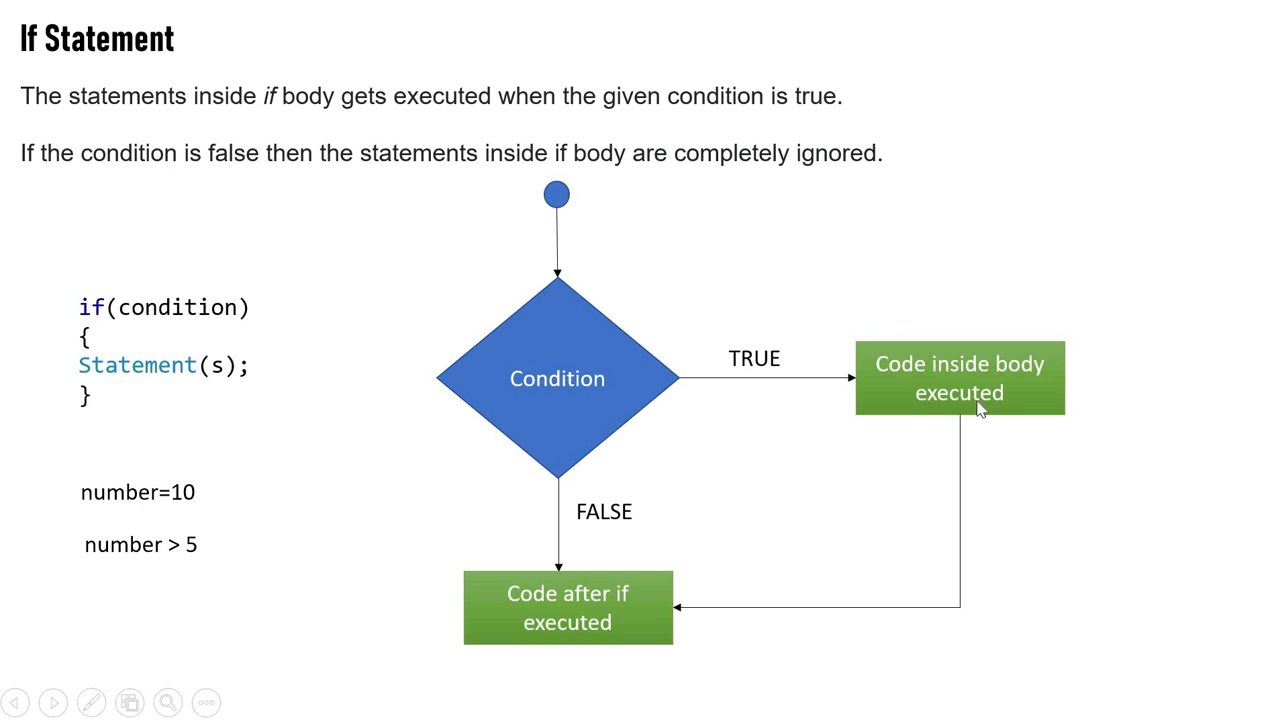 If Statement
The statements inside if body gets executed when the given condition is true.
If the condition is false then the statements inside if body are completely ignored.
if(condition)
{
Statement(s);
}
number=10
number > 5
Condition
TRUE
Code inside body
executed
FALSE
Code after if
executed